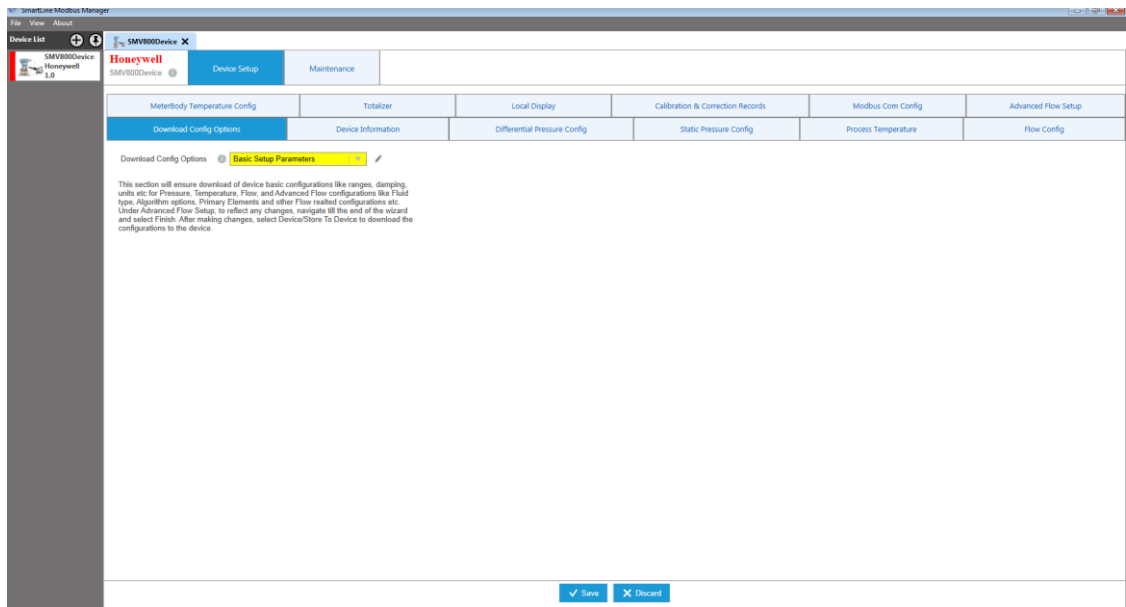 SmartLine Modbus Manager
File View About
Device List
SMV800Device
SMV800Device
Honeywell
1.0
Honeywell
SMV800Device
Device Setup
Maintenance
MeterBody Temperature Config
Totalizer
Local Display
Calibration & Correction Records
Modbus Com Config
Advanced Flow Setup
Download Config Options
Device Information
Differential Pressure Config
Static Pressure Config
Process Temperature
Flow Config
Download Config Options
Basic Setup Parameters
This section will ensure download of device basic configurations like ranges, damping,
units etc for Pressure, Temperature, Flow, and Advanced Flow configurations like Fluid
type, Algorithm options, Primary Elements and other Flow realted configurations etc.
Under Advanced Flow Setup, to reflect any changes, navigate till the end of the wizard
and select Finish. After making changes, select Device/Store To Device to download the
configurations to the device.
Save
Discard